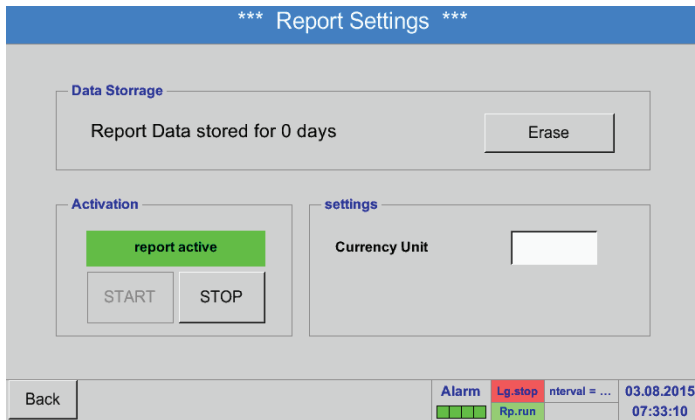 *** Report Settings ***
Data Storrage
Report Data stored for 0 days
Erase
Activation
settings
report active
Currency Unit
START
STOP
Back
Alarm
Lg.stop
nterval = ...
03.08.2015
Rp.run
07:33:10